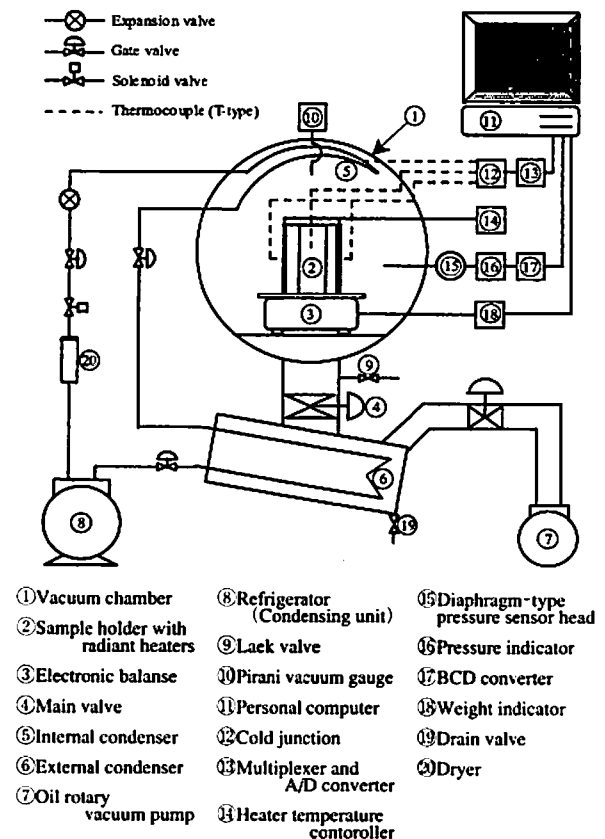 Expansion valve
Gate valve
Solenoid valve
Thermocouple (T-type)
⑩ ① ⑪
⑤ ⑫ ⑬
⑭
② ⑮ ⑯ ⑰
③ ⑱
⑳ ⑨
④
⑥
⑧ ⑲ ⑦
①Vacuum chamber
②Sample holder with
radiant heaters
③Electronic balanse
④Main valve
⑤Internal condenser
⑥External condenser
⑦Oil rotary
vacuum pump
⑧Refrigerator
(Condensing unit)
⑨Laek valve
⑩Pirani vacuum gauge
⑪Personal computer
⑫Cold junction
⑬Multiplexer and
A/D converter
⑭Heater temperature
contoroller
⑮Diaphragm-type
pressure sensor head
⑯Pressure indicator
⑰BCD converter
⑱Weight indicator
⑲Drain valve
⑳Dryer